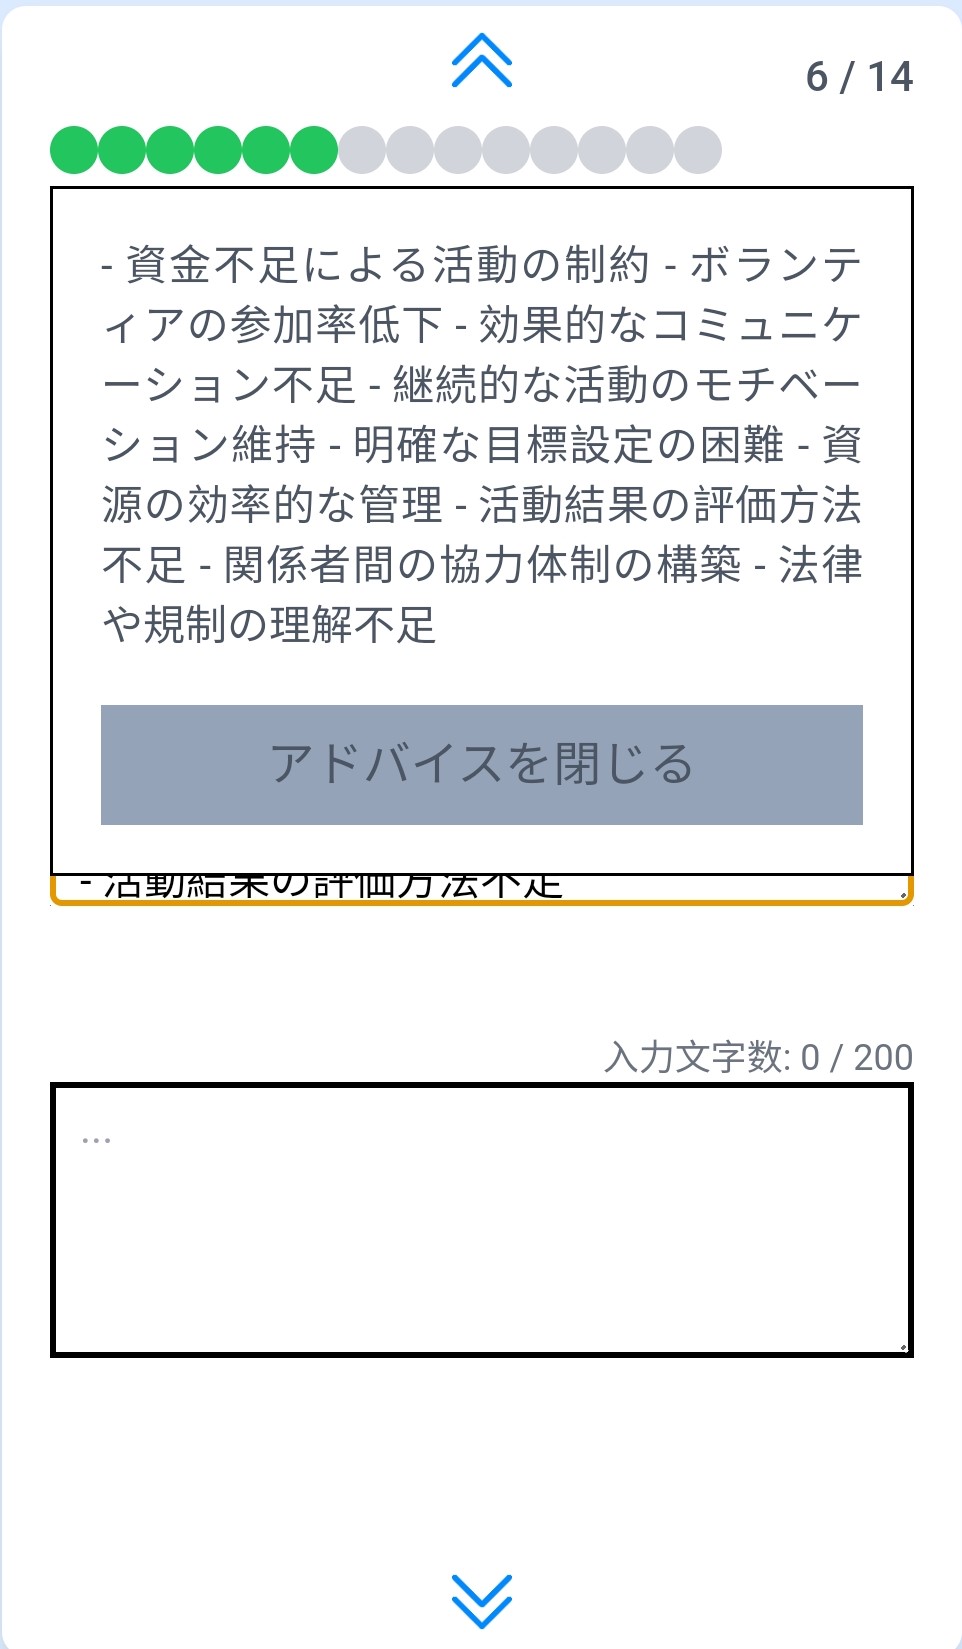 6 / 14
- 資金不足による活動の制約 - ボランテ
ィアの参加率低下 - 効果的なコミュニケ
ーション不足 - 継続的な活動のモチベー
ション維持 - 明確な目標設定の困難 - 資
源の効率的な管理 - 活動結果の評価方法
不足 - 関係者間の協力体制の構築 - 法律
や規制の理解不足
アドバイスを閉じる
- 活動結果の評価方法不足
入力文字数: 0 / 200
...